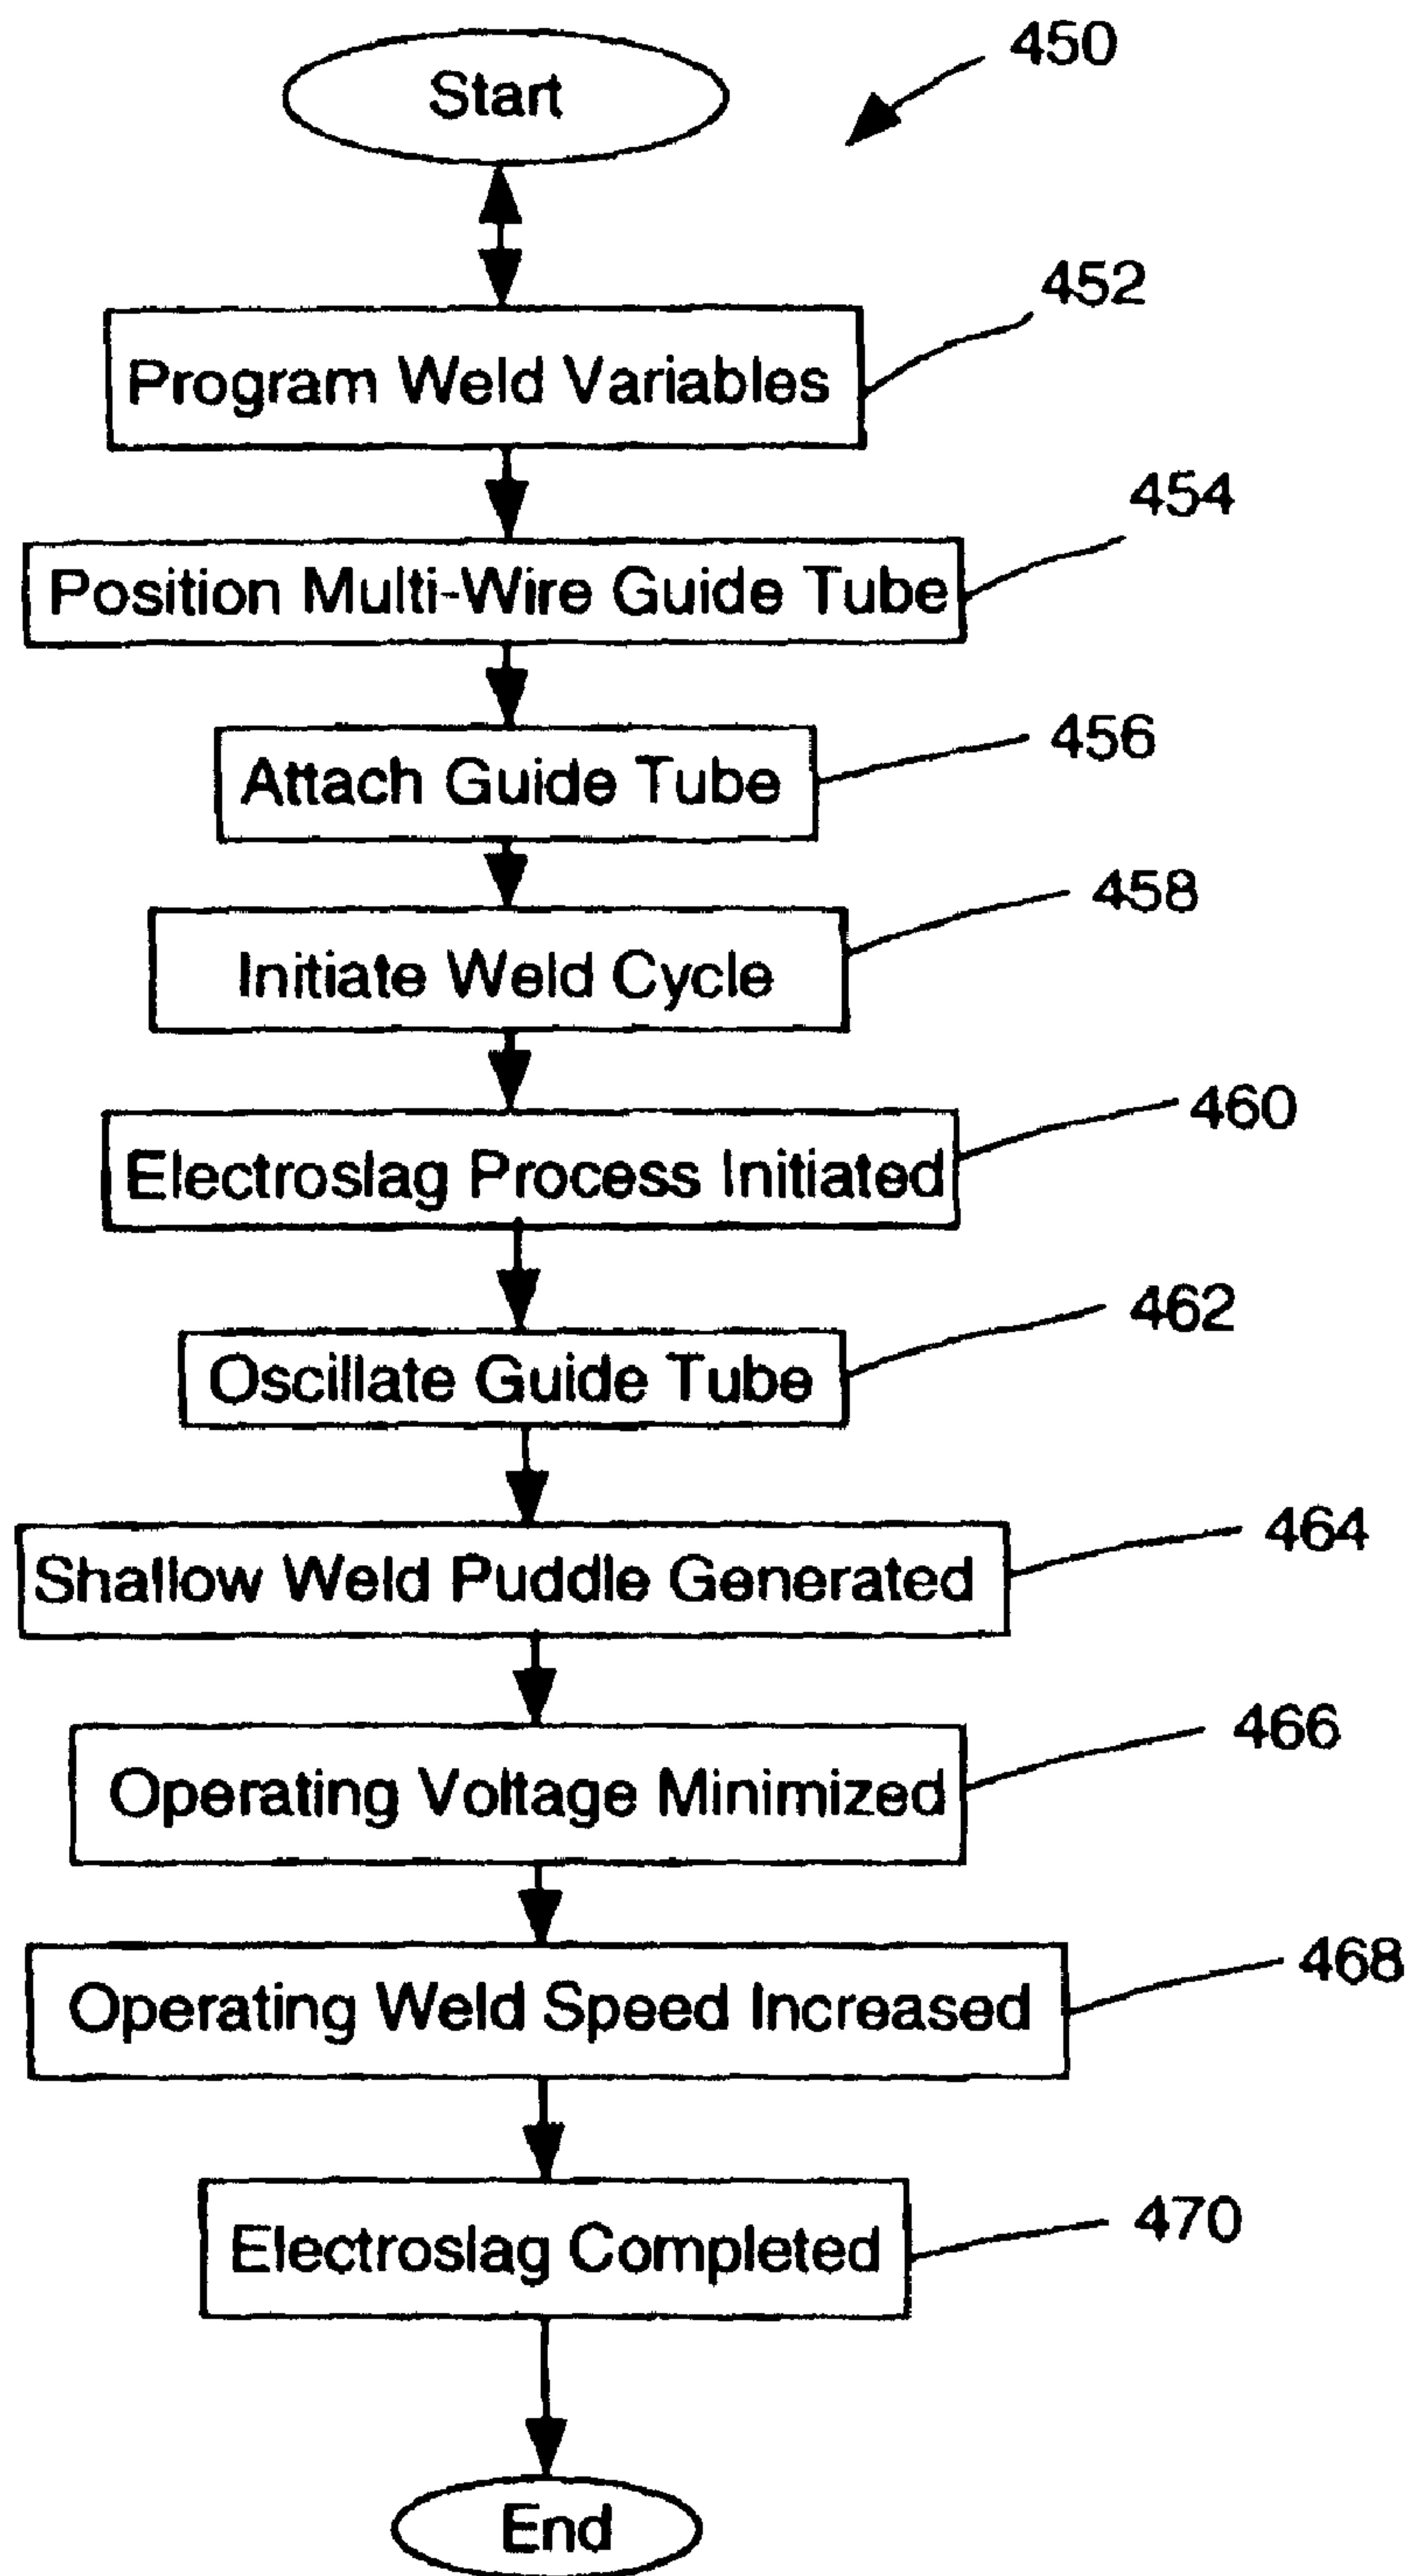 Start
450
Program Weld Variables
452
Position Multi-Wire Guide Tube
454
Attach Guide Tube
456
Initiate Weld Cycle
458
Electroslag Process Initiated
460
Oscillate Guide Tube
462
Shallow Weld Puddle Generated
464
Operating Voltage Minimized
466
Operating Weld Speed Increased
468
Electroslag Completed
470
End